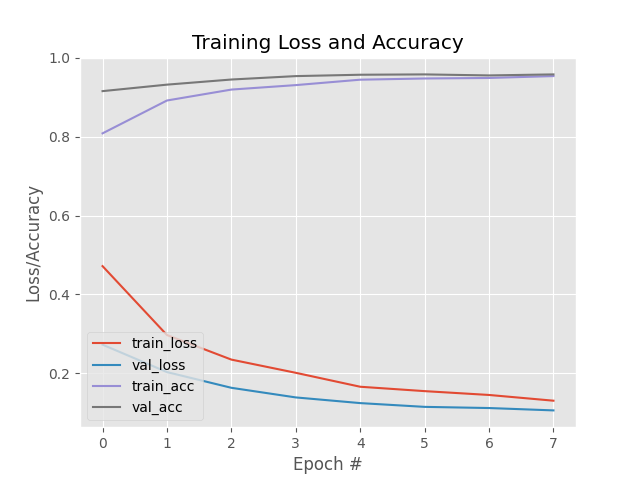 Training Loss and Accuracy
1.0
0.8
0.6
0.4
0.2
Loss/Accuracy
train_loss
val_loss
train_acc
val_acc
0 1 2 3 4 5 6 7
Epoch #